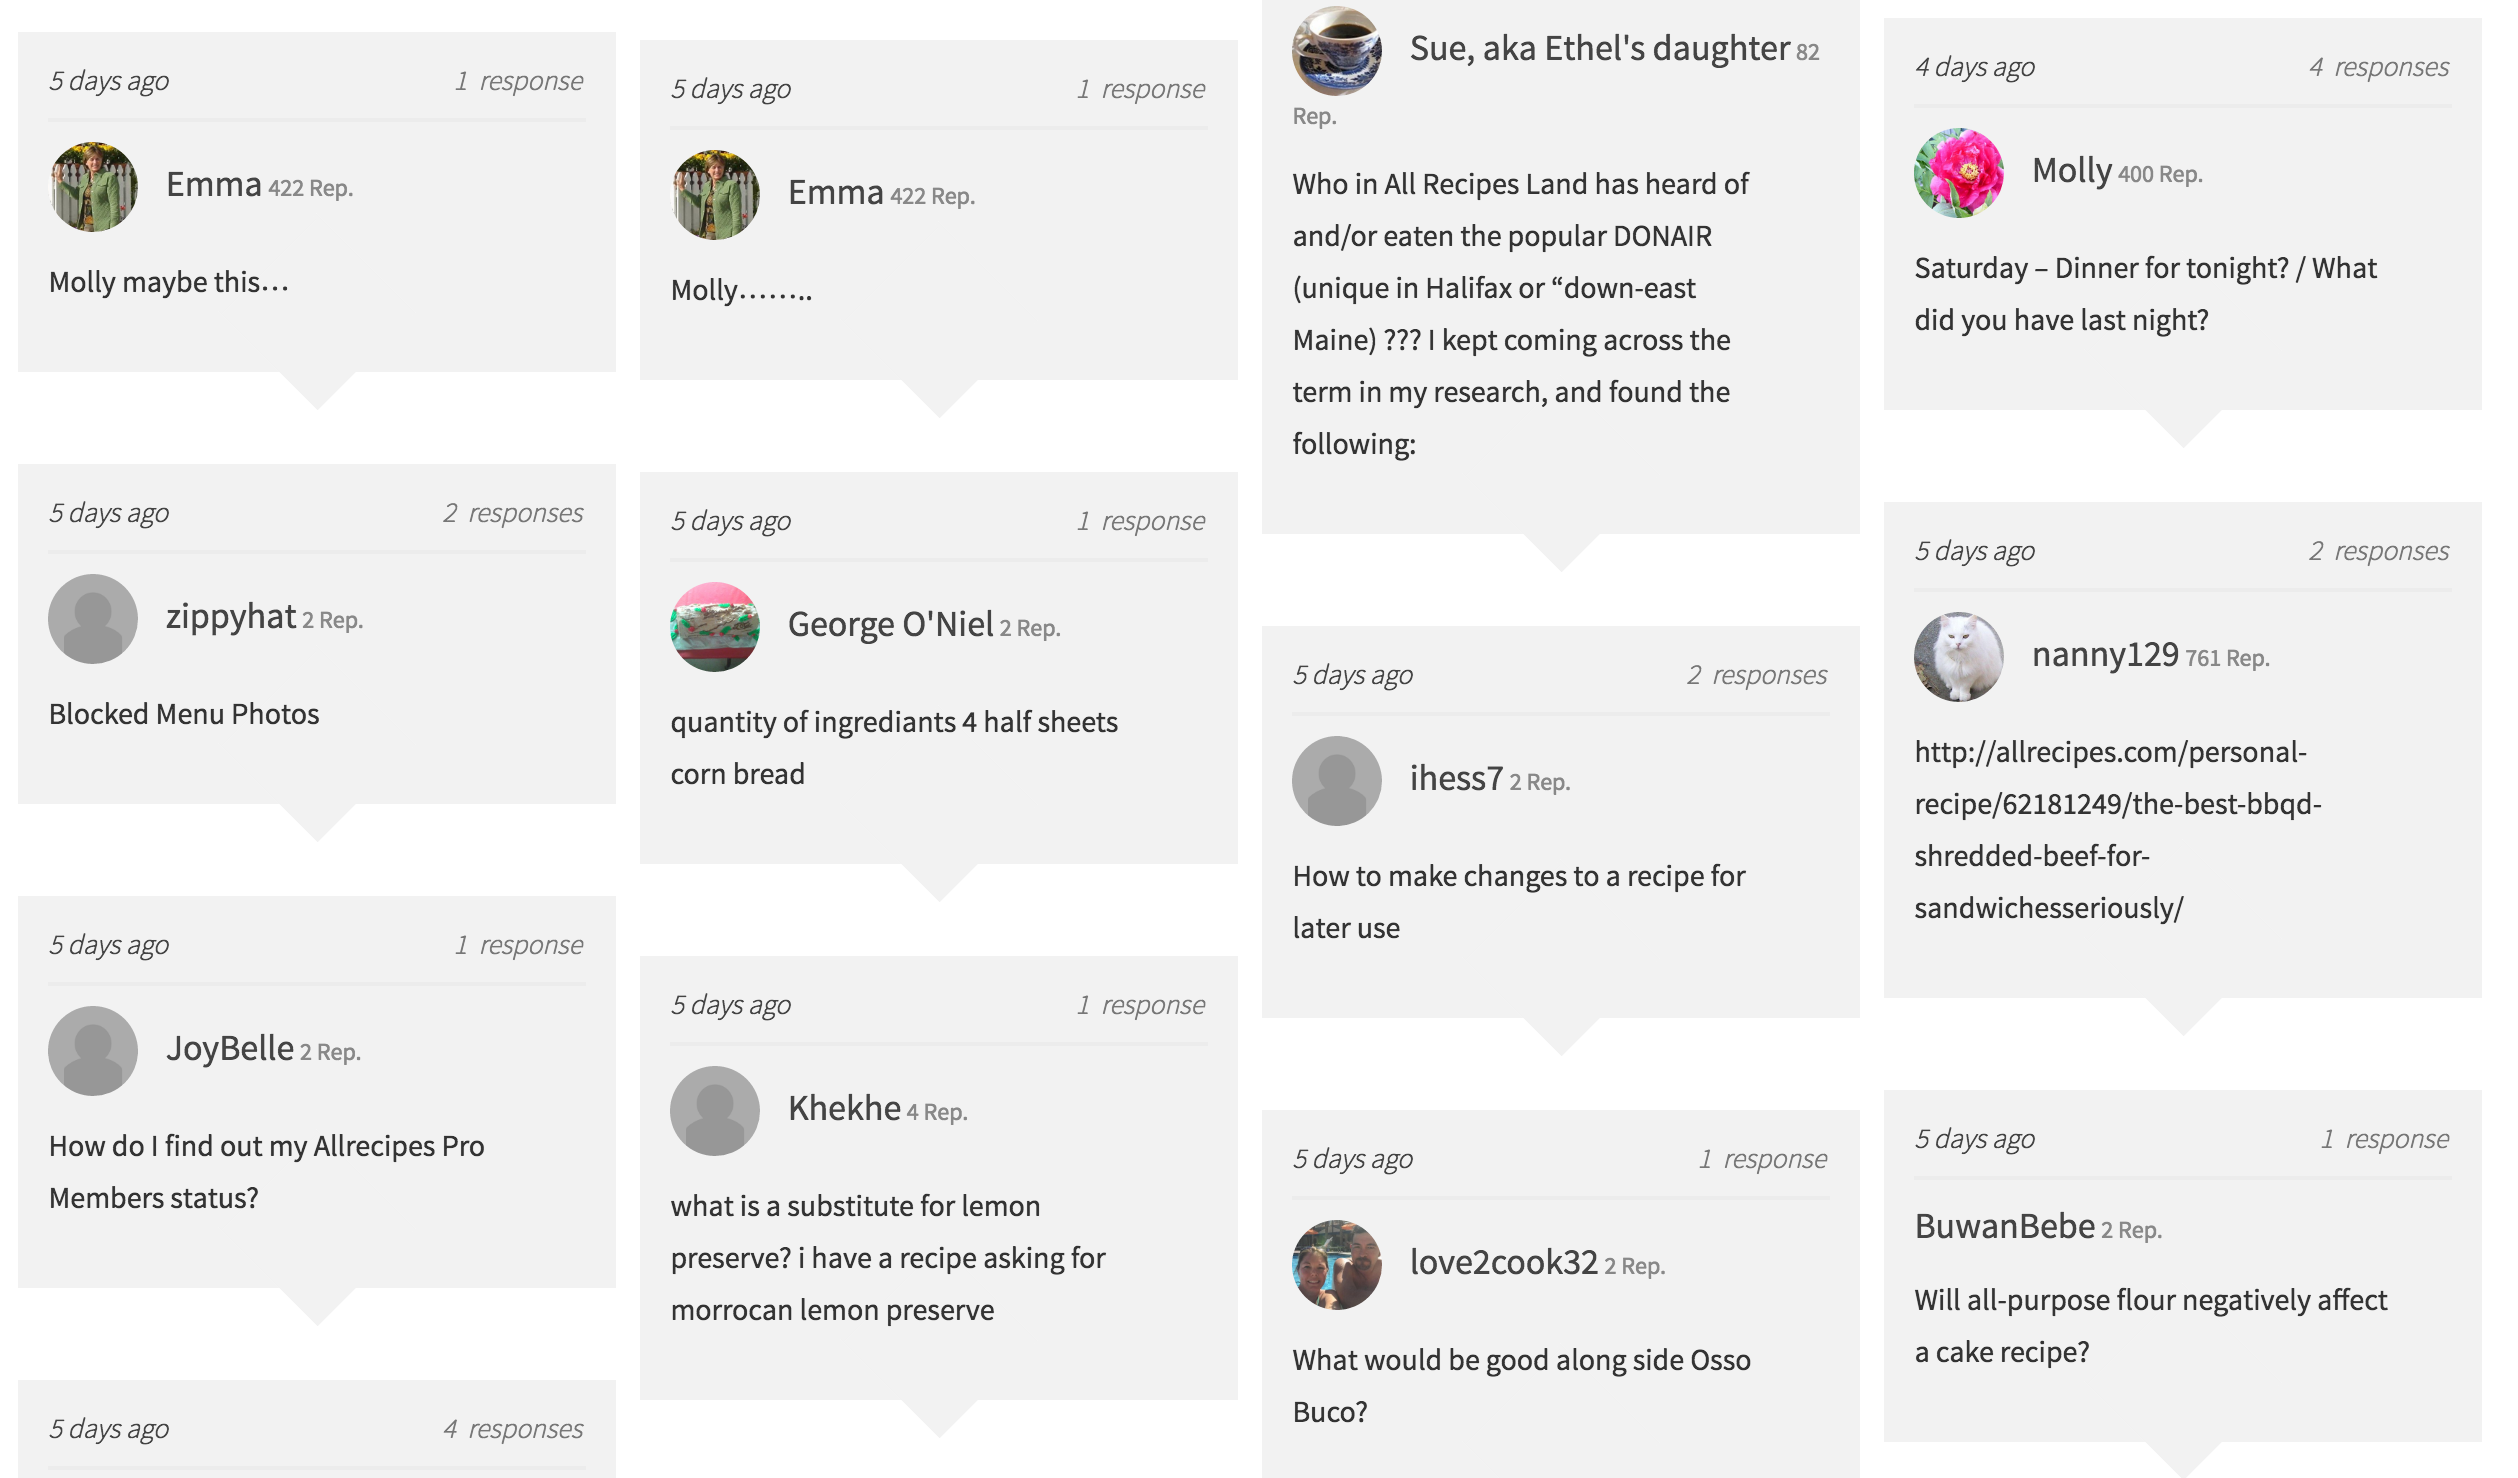 5 days ago 1 response
Emma 422 Rep.
Molly maybe this…
5 days ago 2 responses
zippyhat 2 Rep.
Blocked Menu Photos
5 days ago 1 response
JoyBelle 2 Rep.
How do I find out my Allrecipes Pro
Members status?
5 days ago 4 responses
5 days ago 1 response
Emma 422 Rep.
Molly……..
5 days ago 1 response
George O'Niel 2 Rep.
quantity of ingrediants 4 half sheets
corn bread
5 days ago 1 response
Khekhe 4 Rep.
what is a substitute for lemon
preserve? i have a recipe asking for
morrocan lemon preserve
Sue, aka Ethel's daughter 82
Rep.
Who in All Recipes Land has heard of
and/or eaten the popular DONAIR
(unique in Halifax or “down-east
Maine) ??? I kept coming across the
term in my research, and found the
following:
5 days ago 2 responses
ihess7 2 Rep.
How to make changes to a recipe for
later use
5 days ago 1 response
love2cook32 2 Rep.
What would be good along side Osso
Buco?
4 days ago 4 responses
Molly 400 Rep.
Saturday – Dinner for tonight? / What
did you have last night?
5 days ago 2 responses
nanny129 761 Rep.
http://allrecipes.com/personal-
recipe/62181249/the-best-bbqd-
shredded-beef-for-
sandwichesseriously/
5 days ago 1 response
BuwanBebe 2 Rep.
Will all-purpose flour negatively affect
a cake recipe?